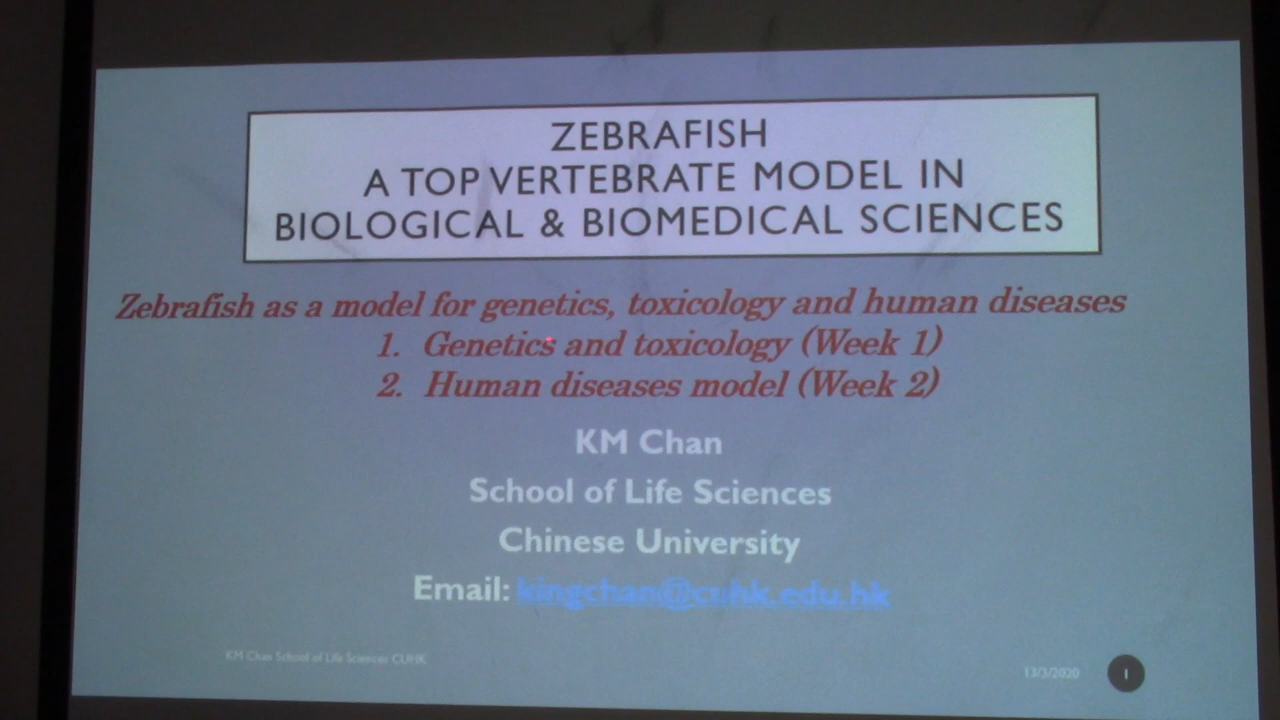 ZEBRAFISH
A TOP VERTEBRATE MODEL IN
BIOLOGICAL & BIOMEDICAL SCIENCES
Zebrafish as a model for genetics, toxicology and human diseases
1. Genetics and toxicology (Week 1)
2. Human diseases model (Week 2)
KM Chan
School of Life Sciences
Chinese University
Email: kingchan@cuhk.edu.hk
KM Chan School of Life Sciences CUHK
13/3/2020
1